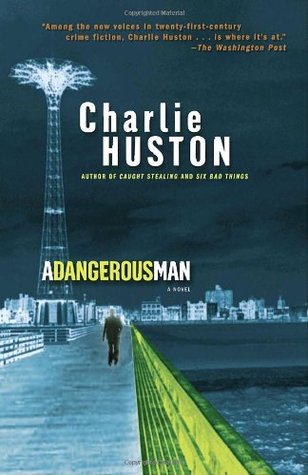 "Among the new voices in twenty-first-century
crime fiction, Charlie Huston . . . is where it's at."
—The Washington Post
Charlie
HUSTON
AUTHOR OF CAUGHT STEALING AND SIX BAD THINGS
ADANGEROUSMAN
A NOVEL